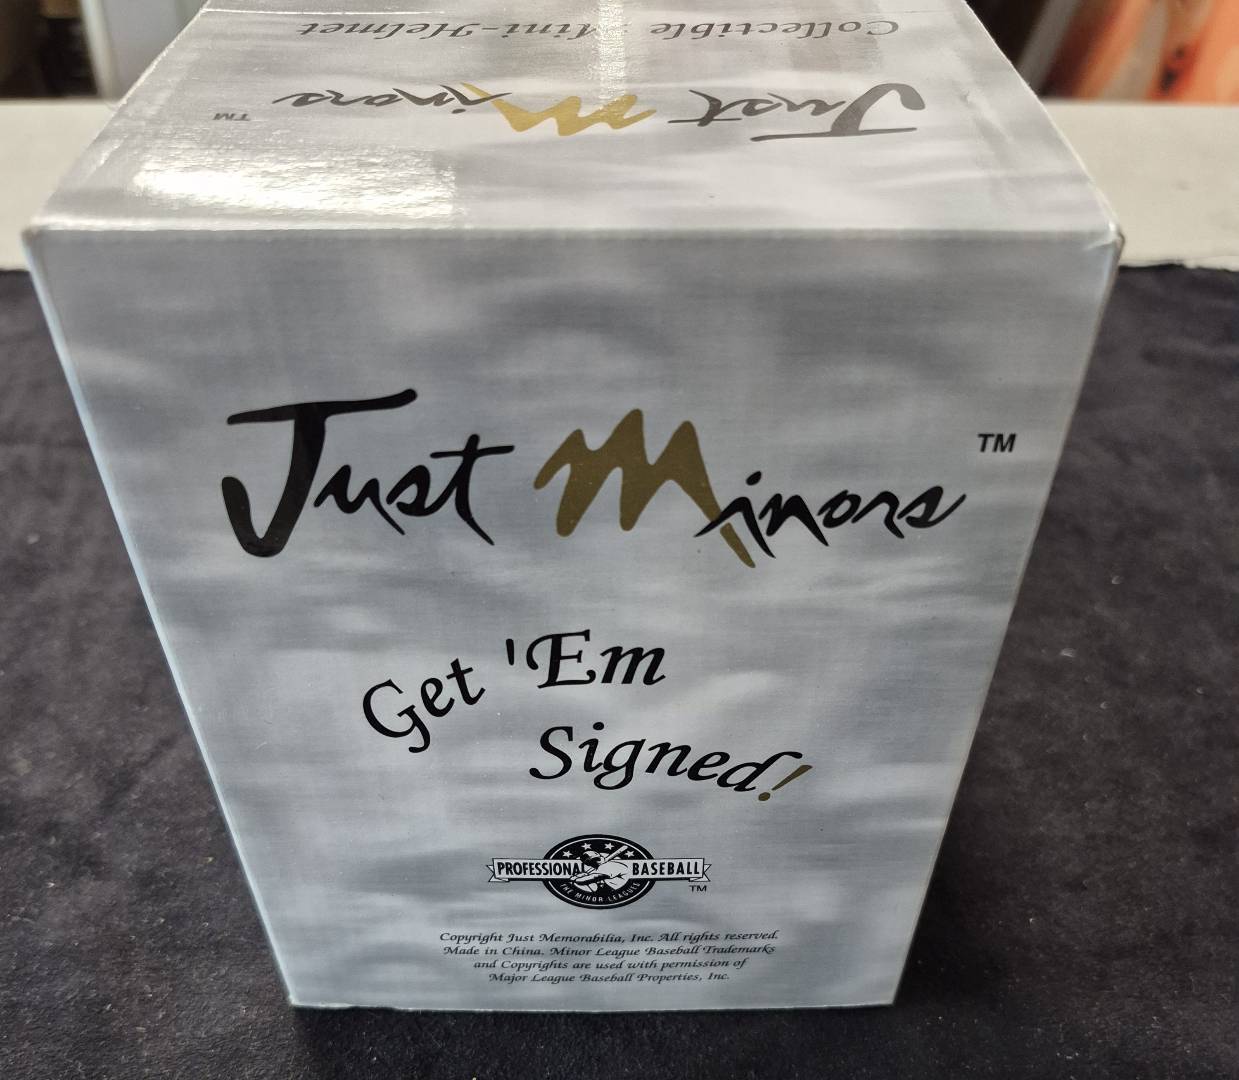 Collectible Mini-Helmet
Just Minors TM
Just Minors TM
Get 'Em
Signed!
PROFESSIONAL BASEBALL TM
THE MINOR LEAGUES
Copyright Just Memorabilia, Inc. All rights reserved.
Made in China. Minor League Baseball Trademarks
and Copyrights are used with permission of
Major League Baseball Properties, Inc.